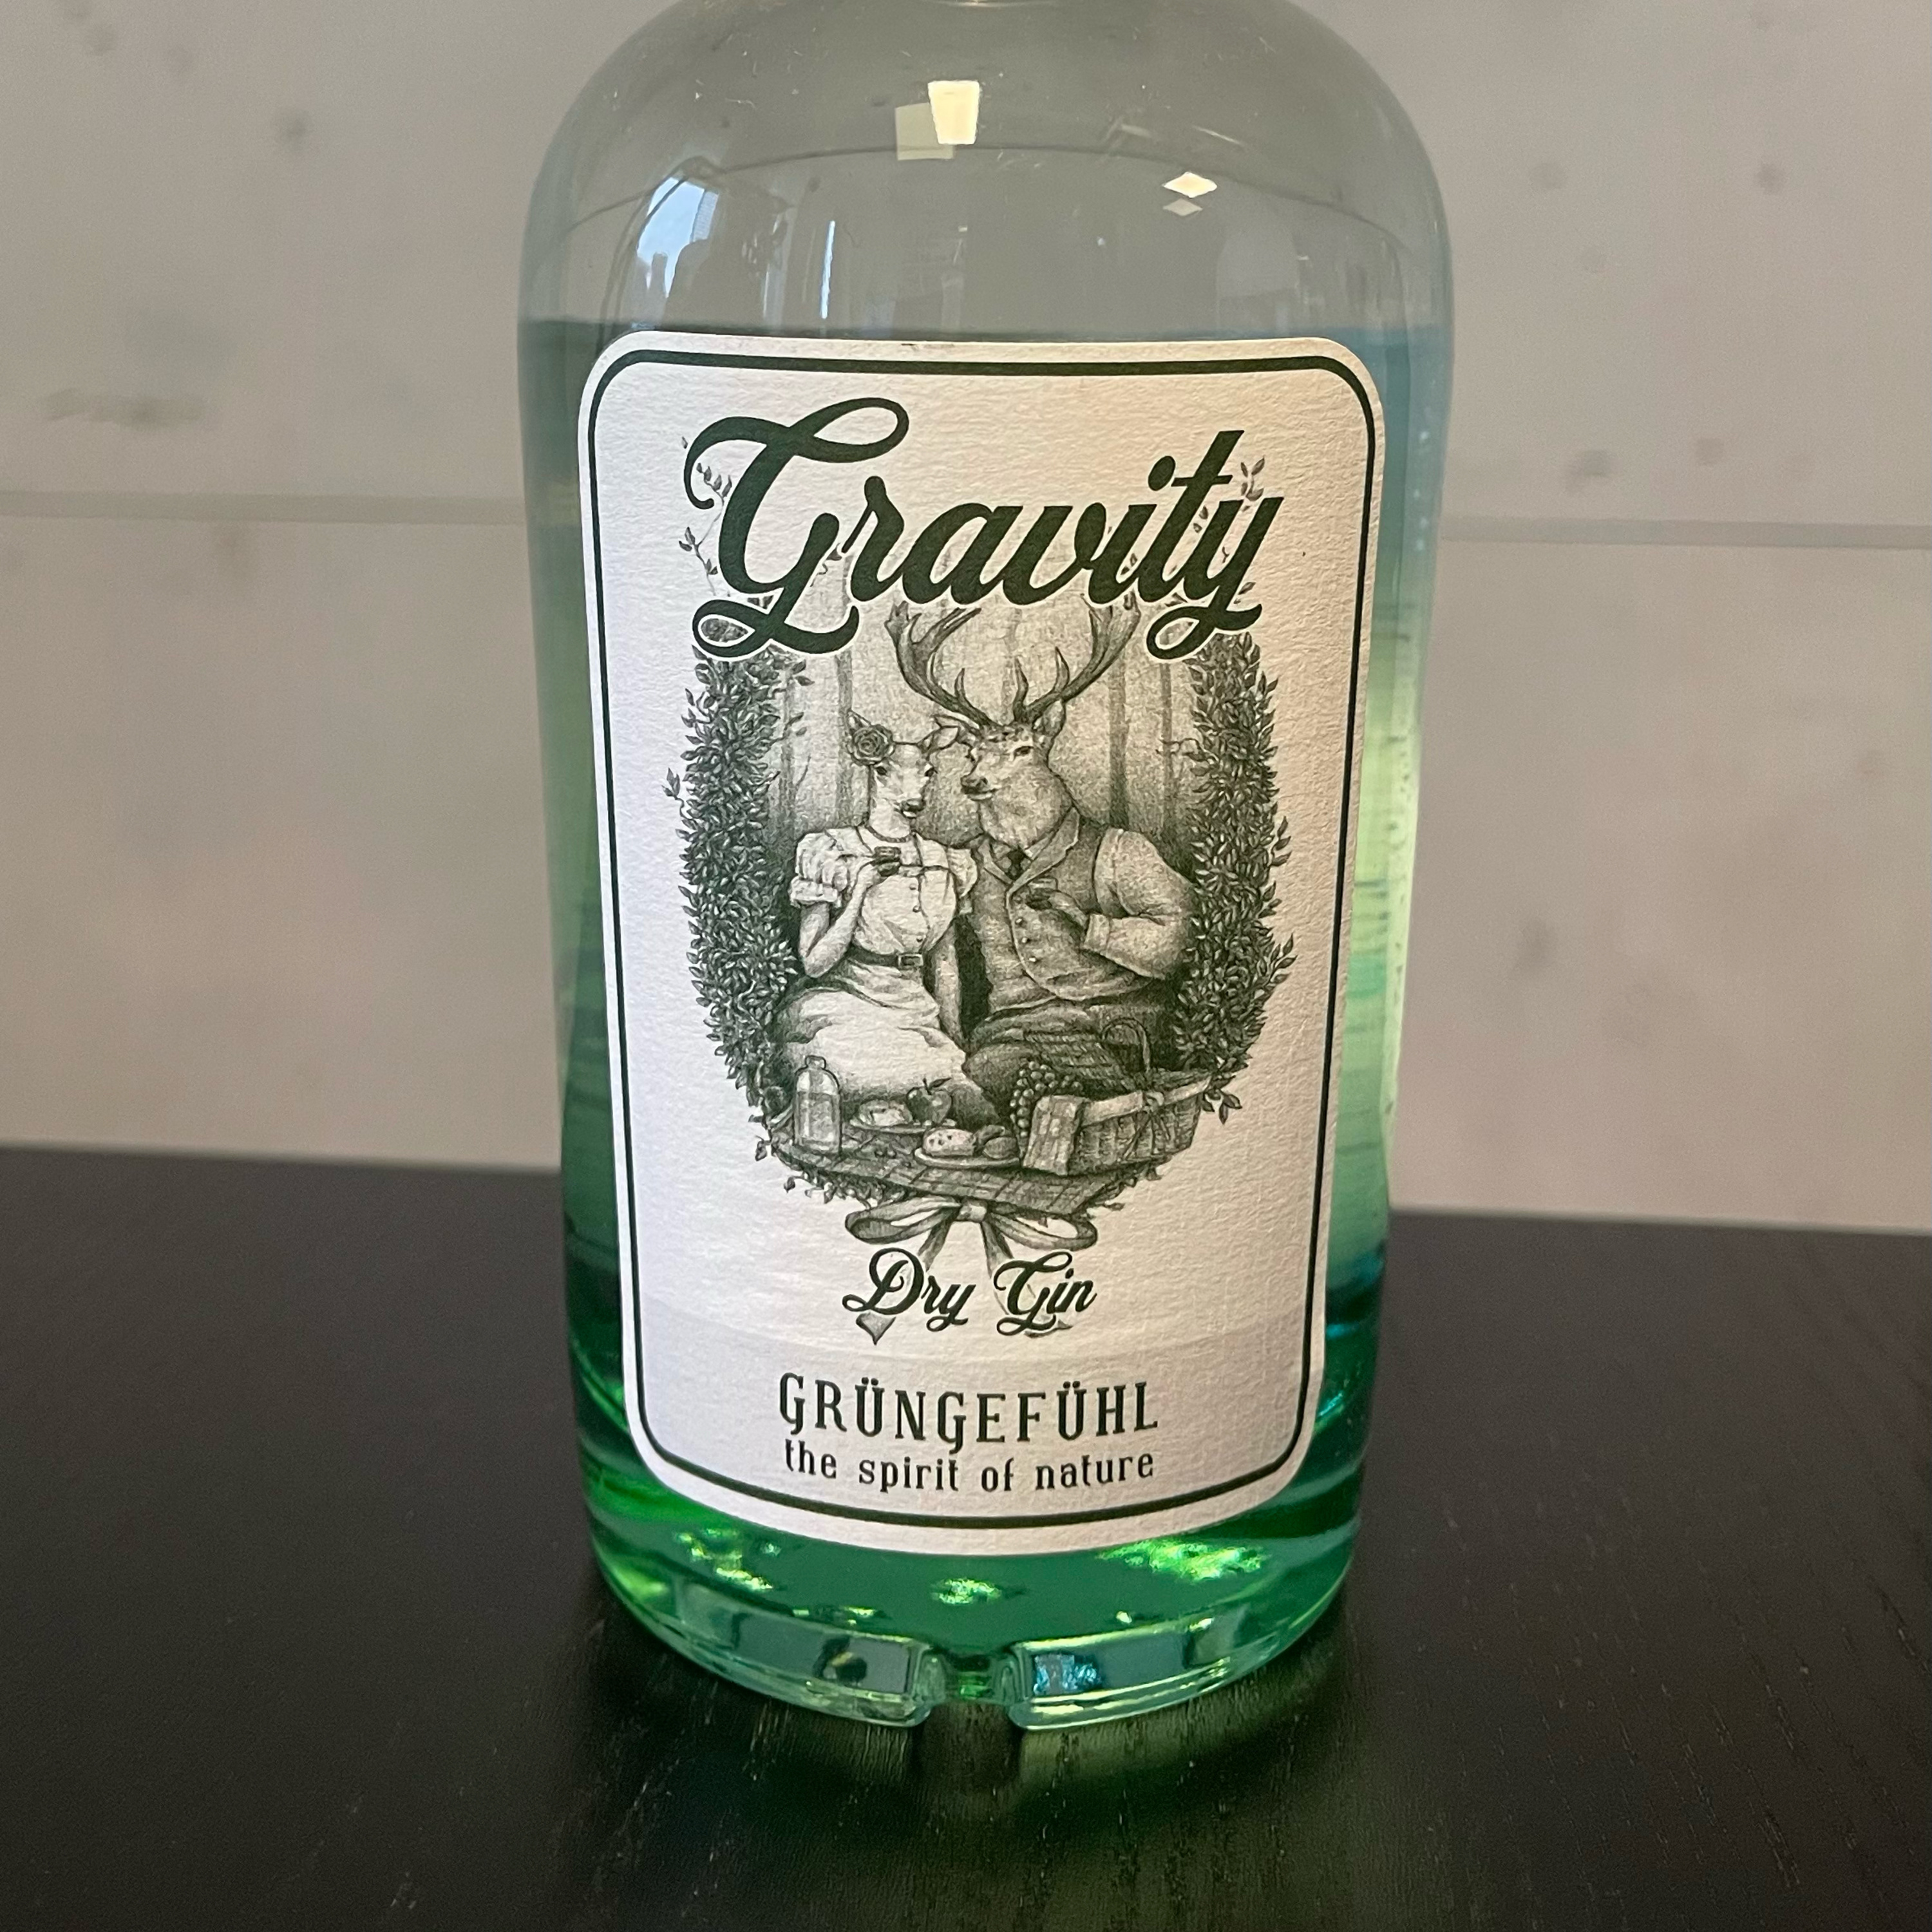 Gravity
Dry Gin
GRÜNGEFÜHL
the spirit of nature